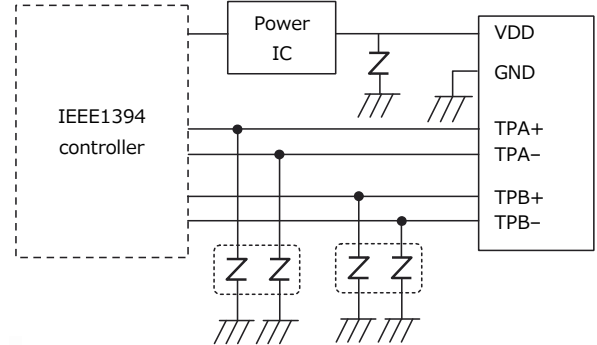 Power
IC
VDD
GND
IEEE1394
controller
TPA+
TPA–
TPB+
TPB–